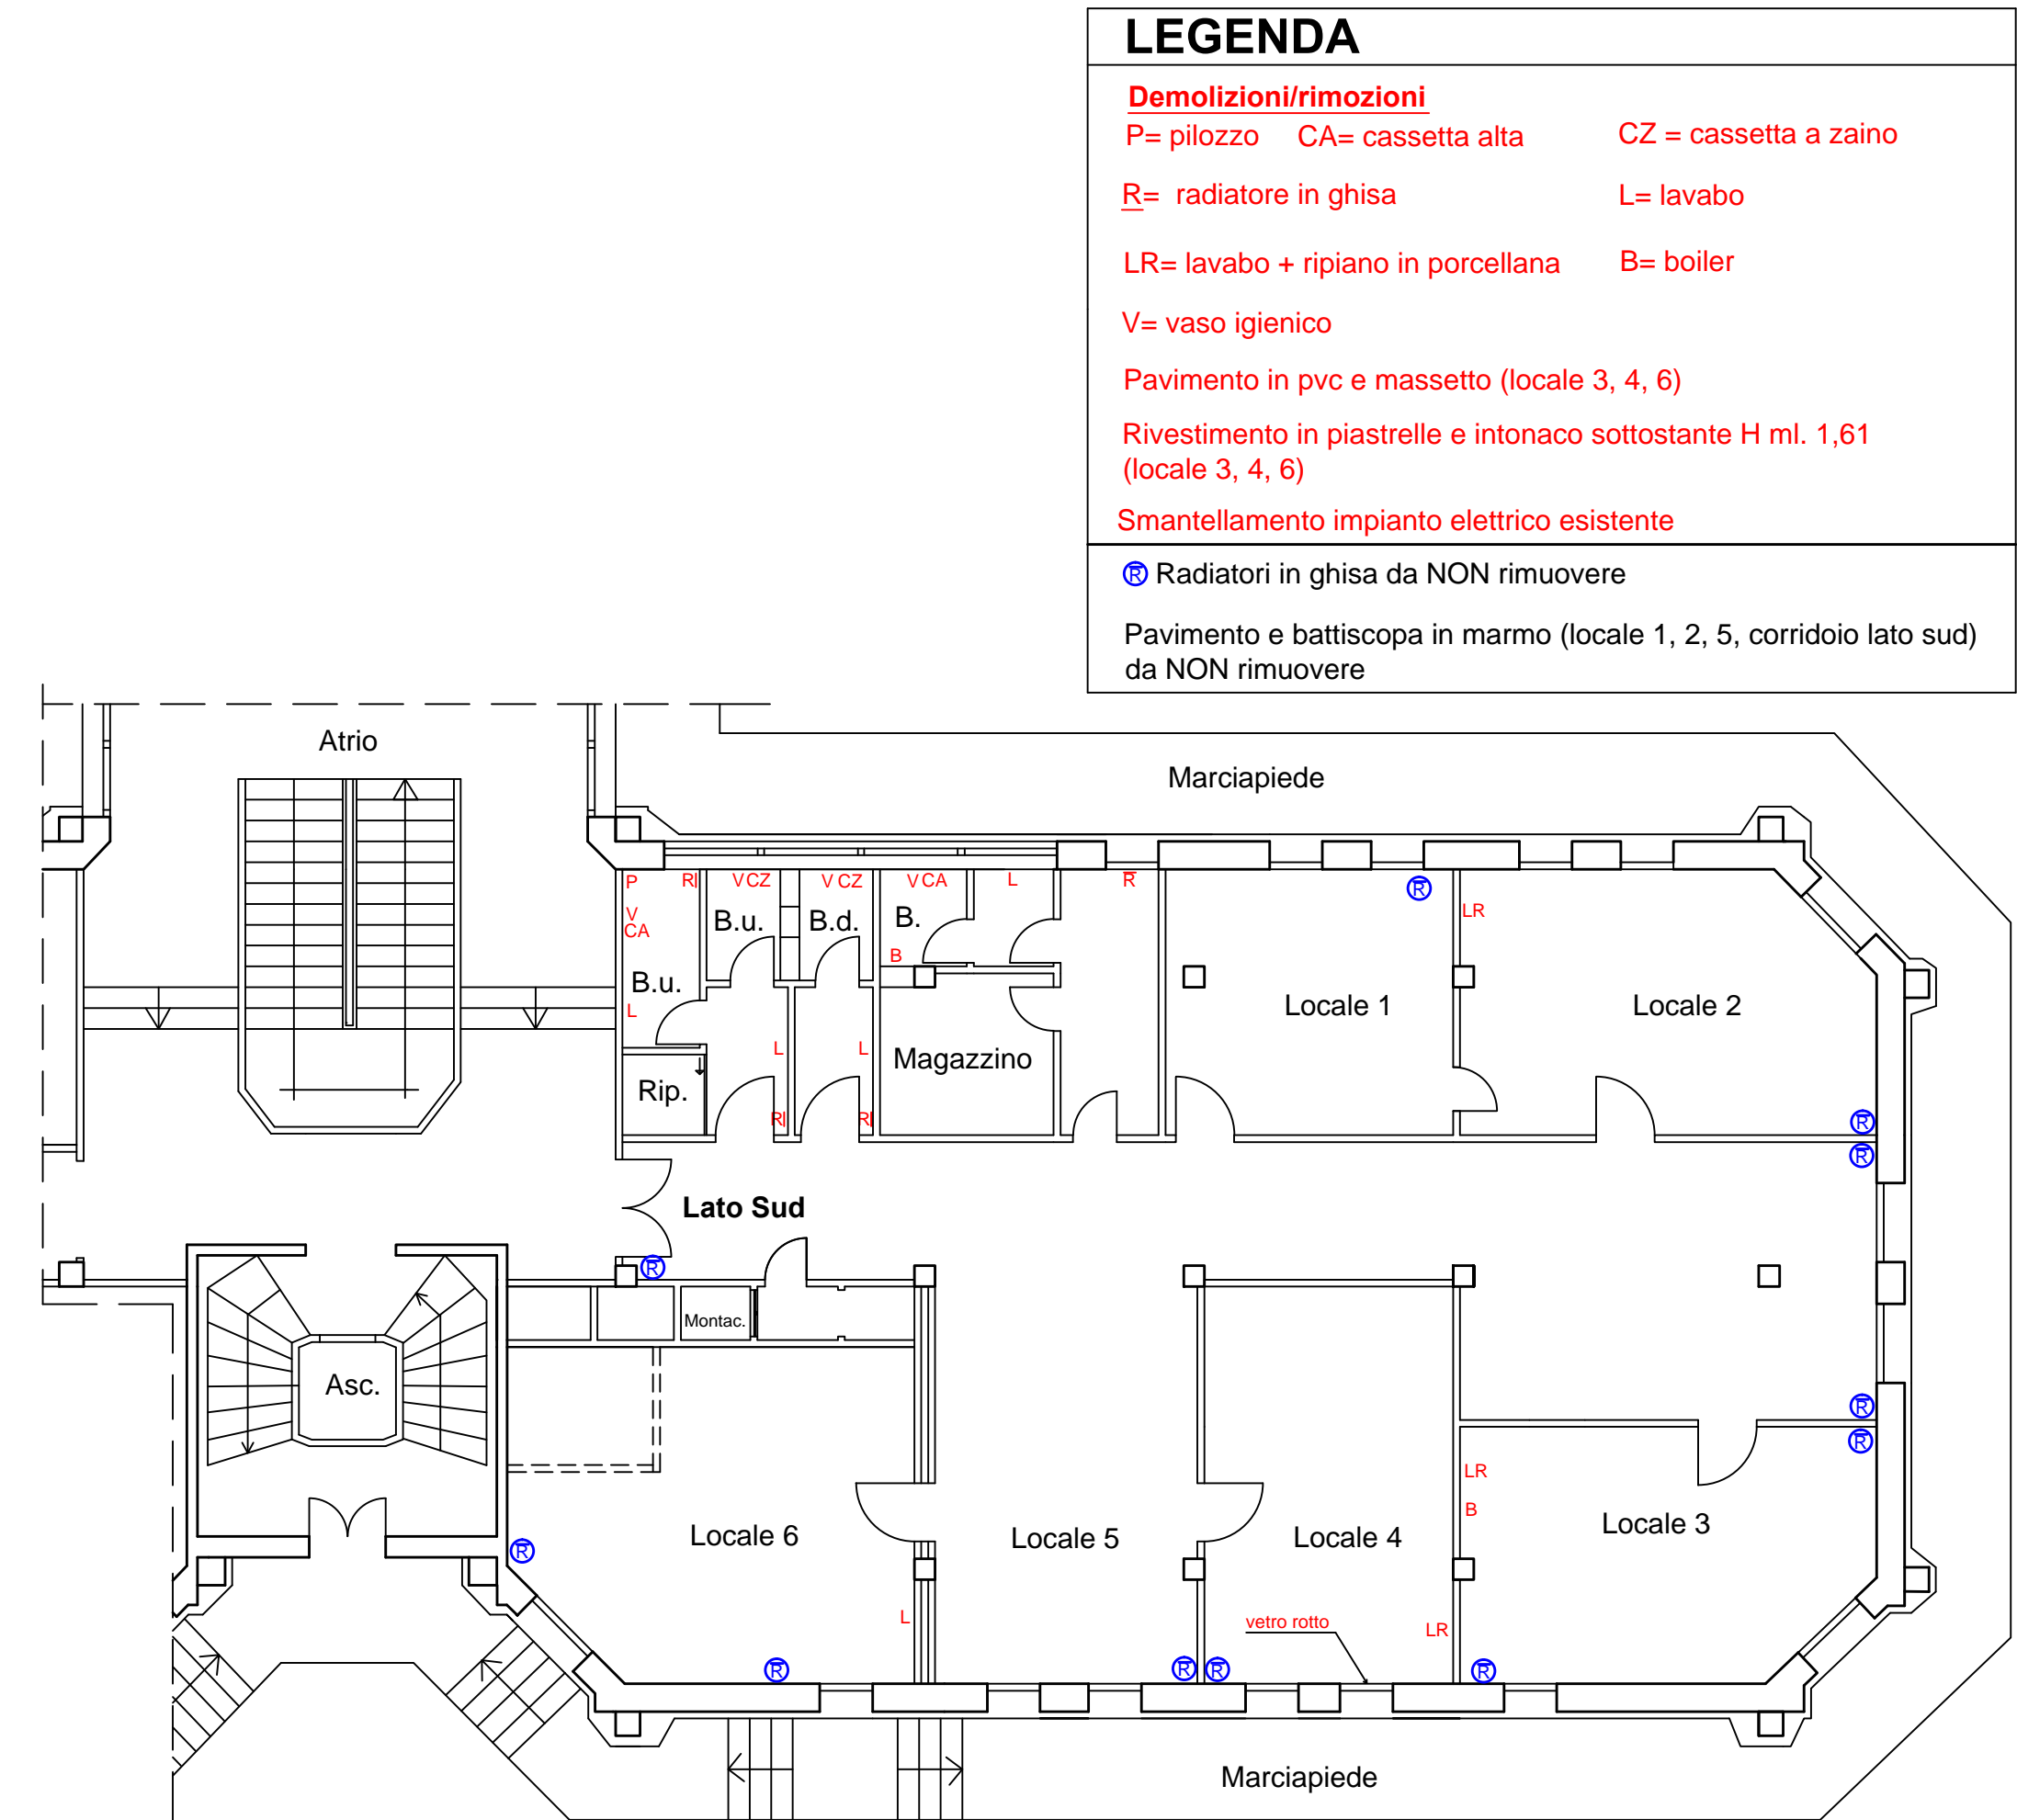 LEGENDA
Demolizioni/rimozioni
P= pilozzo CA= cassetta alta CZ = cassetta a zaino
R= radiatore in ghisa L= lavabo
LR= lavabo + ripiano in porcellana B= boiler
V= vaso igienico
Pavimento in pvc e massetto (locale 3, 4, 6)
Rivestimento in piastrelle e intonaco sottostante H ml. 1,61
(locale 3, 4, 6)
Smantellamento impianto elettrico esistente
R Radiatori in ghisa da NON rimuovere
Pavimento e battiscopa in marmo (locale 1, 2, 5, corridoio lato sud)
da NON rimuovere
Atrio
Marciapiede
P R V CZ V CZ V CA L R R
V
CA
B.u. B.d. B. LR
B
B.u.
L
Locale 1 Locale 2
L L
Magazzino
Rip.
R R R
R
Lato Sud
R
Montac.
Asc.
R
R
LR
B
Locale 6 Locale 5 Locale 4 Locale 3
R
L
vetro rotto
LR
R R R R
Marciapiede